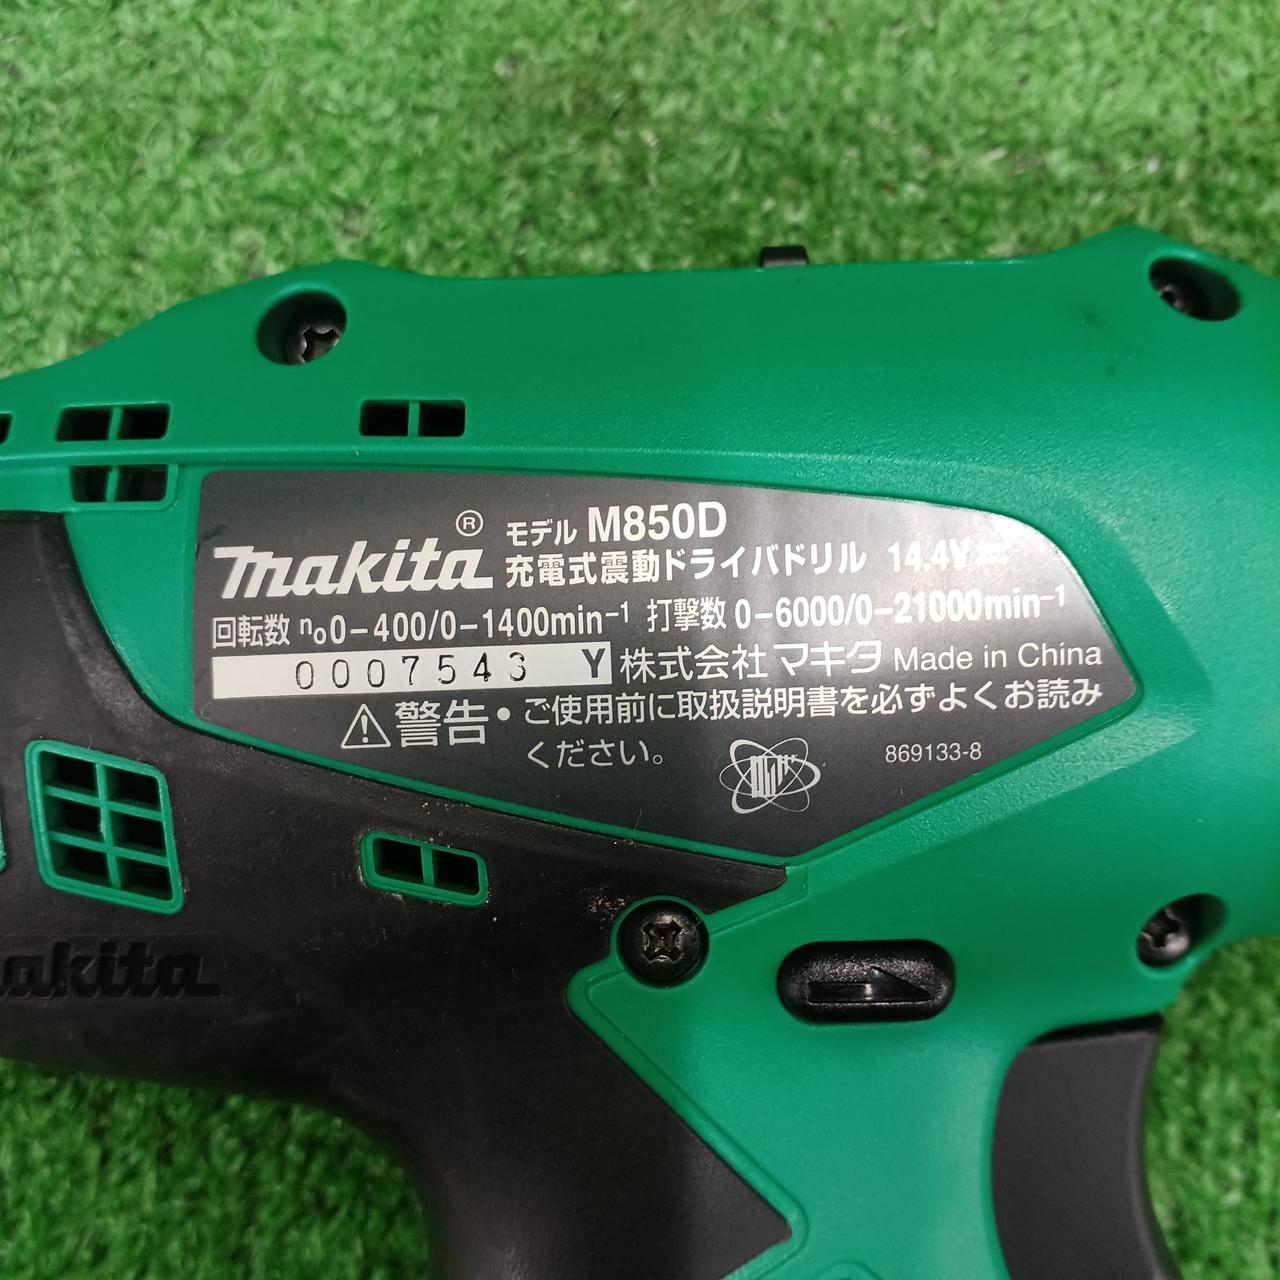 makita® モデル M850D
充電式震動ドライバドリル 14.4V⎓
回転数 n₀0-400/0-1400min⁻¹ 打撃数 0-6000/0-21000min⁻¹
0007543 Y 株式会社マキタ Made in China
⚠警告・ご使用前に取扱説明書を必ずよくお読み
ください。
869133-8
makita